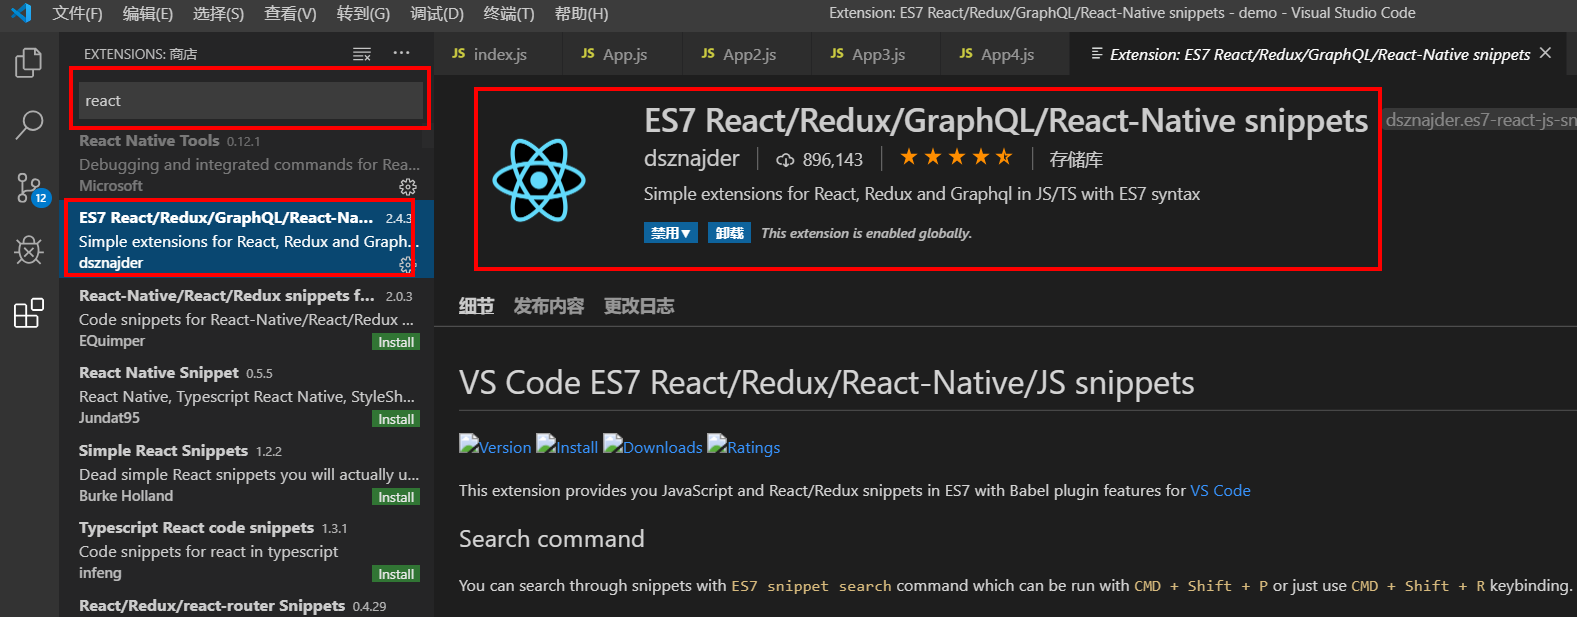 文件(F) 编辑(E) 选择(S) 查看(V) 转到(G) 调试(D) 终端(T) 帮助(H) Extension: ES7 React/Redux/GraphQL/React-Native snippets - demo - Visual Studio Code
EXTENSIONS: 商店
JS index.js JS App.js JS App2.js JS App3.js JS App4.js Extension: ES7 React/Redux/GraphQL/React-Native snippets
react
React Native Tools 0.12.1
Debugging and integrated commands for Rea...
Microsoft
12
ES7 React/Redux/GraphQL/React-Na... 2.4.3
Simple extensions for React, Redux and Graph...
dsznajder
React-Native/React/Redux snippets f... 2.0.3
Code snippets for React-Native/React/Redux ...
EQuimper Install
React Native Snippet 0.5.5
React Native, Typescript React Native, StyleSh...
Jundat95 Install
Simple React Snippets 1.2.2
Dead simple React snippets you will actually u...
Burke Holland Install
Typescript React code snippets 1.3.1
Code snippets for react in typescript
infeng Install
React/Redux/react-router Snippets 0.4.29
ES7 React/Redux/GraphQL/React-Native snippets dsznajder.es7-react-js-sn
dsznajder 896,143 存储库
Simple extensions for React, Redux and Graphql in JS/TS with ES7 syntax
禁用▼ 卸载 This extension is enabled globally.
细节 发布内容 更改日志
VS Code ES7 React/Redux/React-Native/JS snippets
Version Install Downloads Ratings
This extension provides you JavaScript and React/Redux snippets in ES7 with Babel plugin features for VS Code
Search command
You can search through snippets with ES7 snippet search command which can be run with CMD + Shift + P or just use CMD + Shift + R keybinding.